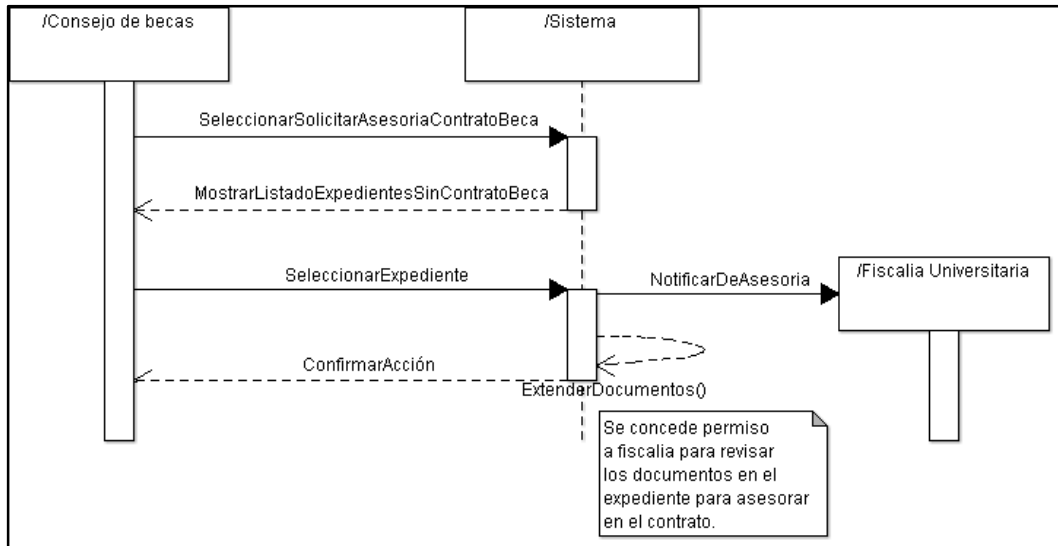 /Consejo de becas
/Sistema
SeleccionarSolicitarAsesoriaContratoBeca
MostrarListadoExpedientesSinContratoBeca
SeleccionarExpediente
NotificarDeAsesoria
/Fiscalia Universitaria
ConfirmarAcción
ExtenderDocumentos()
Se concede permiso
a fiscalia para revisar
los documentos en el
expediente para asesorar
en el contrato.